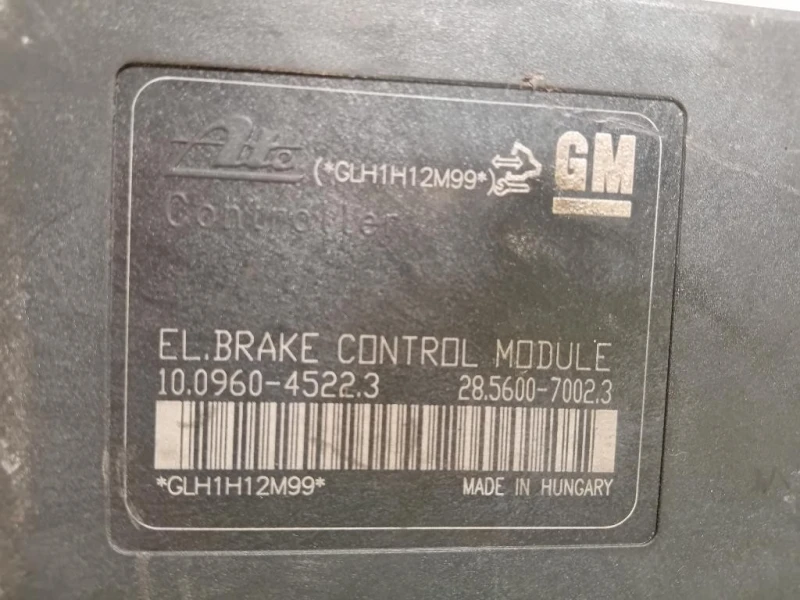 Ate
(*GLH1H12M99*)
GM
Controller
EL.BRAKE CONTROL MODULE
10.0960-4522.3 28.5600-7002.3
*GLH1H12M99*
MADE IN HUNGARY